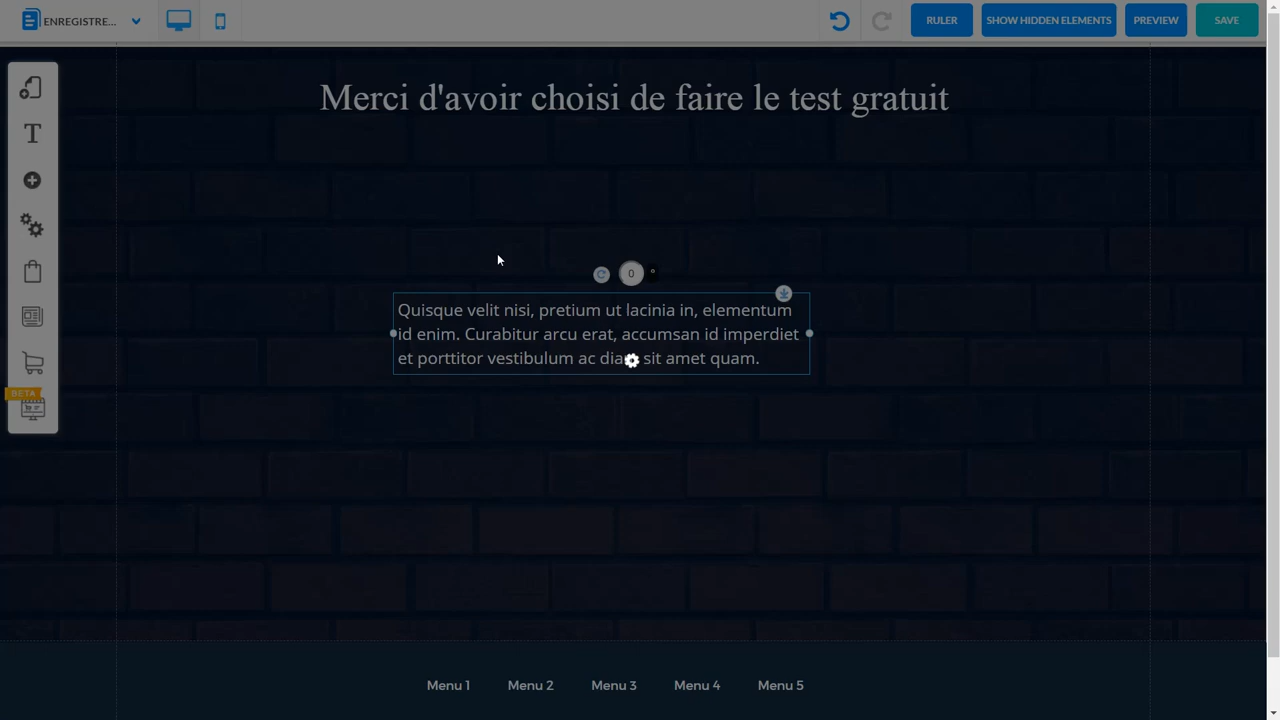 ENREGISTRE...
RULER
SHOW HIDDEN ELEMENTS
PREVIEW
SAVE
Merci d'avoir choisi de faire le test gratuit
T
0 °
Quisque velit nisi, pretium ut lacinia in, elementum
id enim. Curabitur arcu erat, accumsan id imperdiet
et porttitor vestibulum ac diam sit amet quam.
BETA
Menu 1
Menu 2
Menu 3
Menu 4
Menu 5